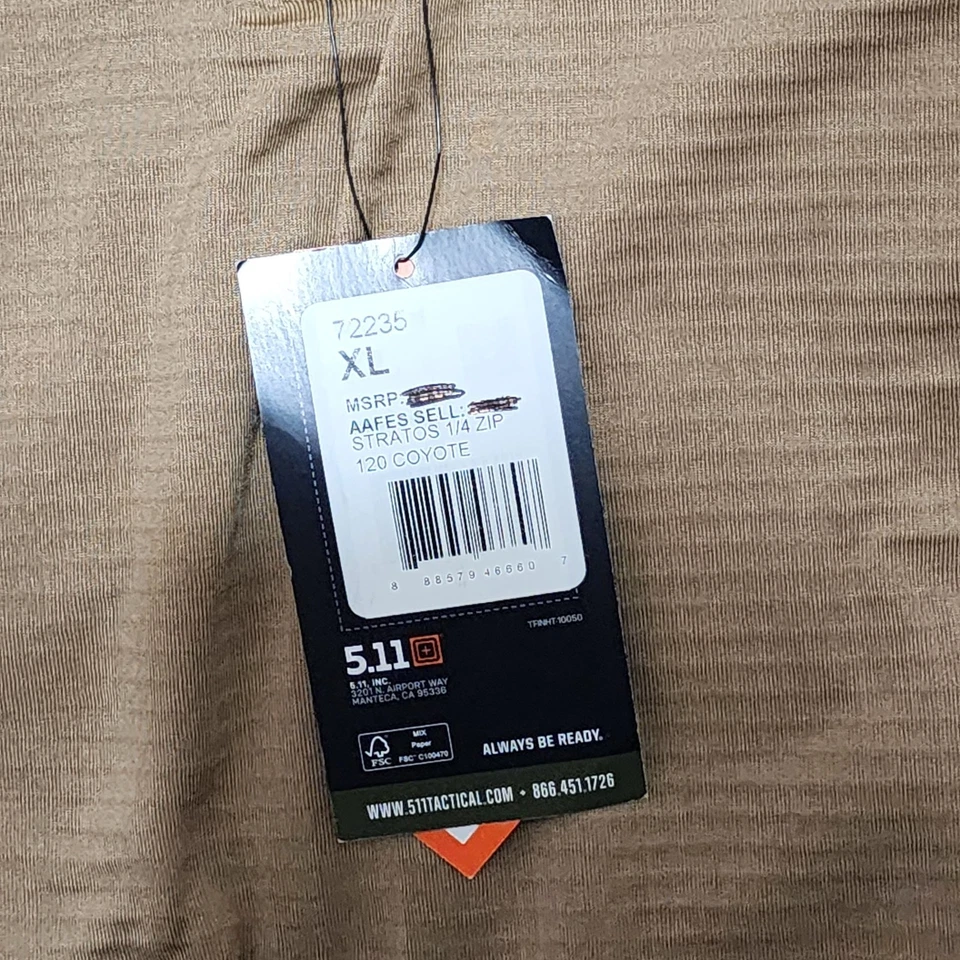 72235
XL
MSRP:
AAFES SELL:
STRATOS 1/4 ZIP
120 COYOTE
8 88579 46660 7
TFINHT-10050
5.11
5.11, INC.
3201 N. AIRPORT WAY
MANTECA, CA 95336
MIX
Paper
FSC FSC™ C100470
ALWAYS BE READY.
WWW.511TACTICAL.COM • 866.451.1726